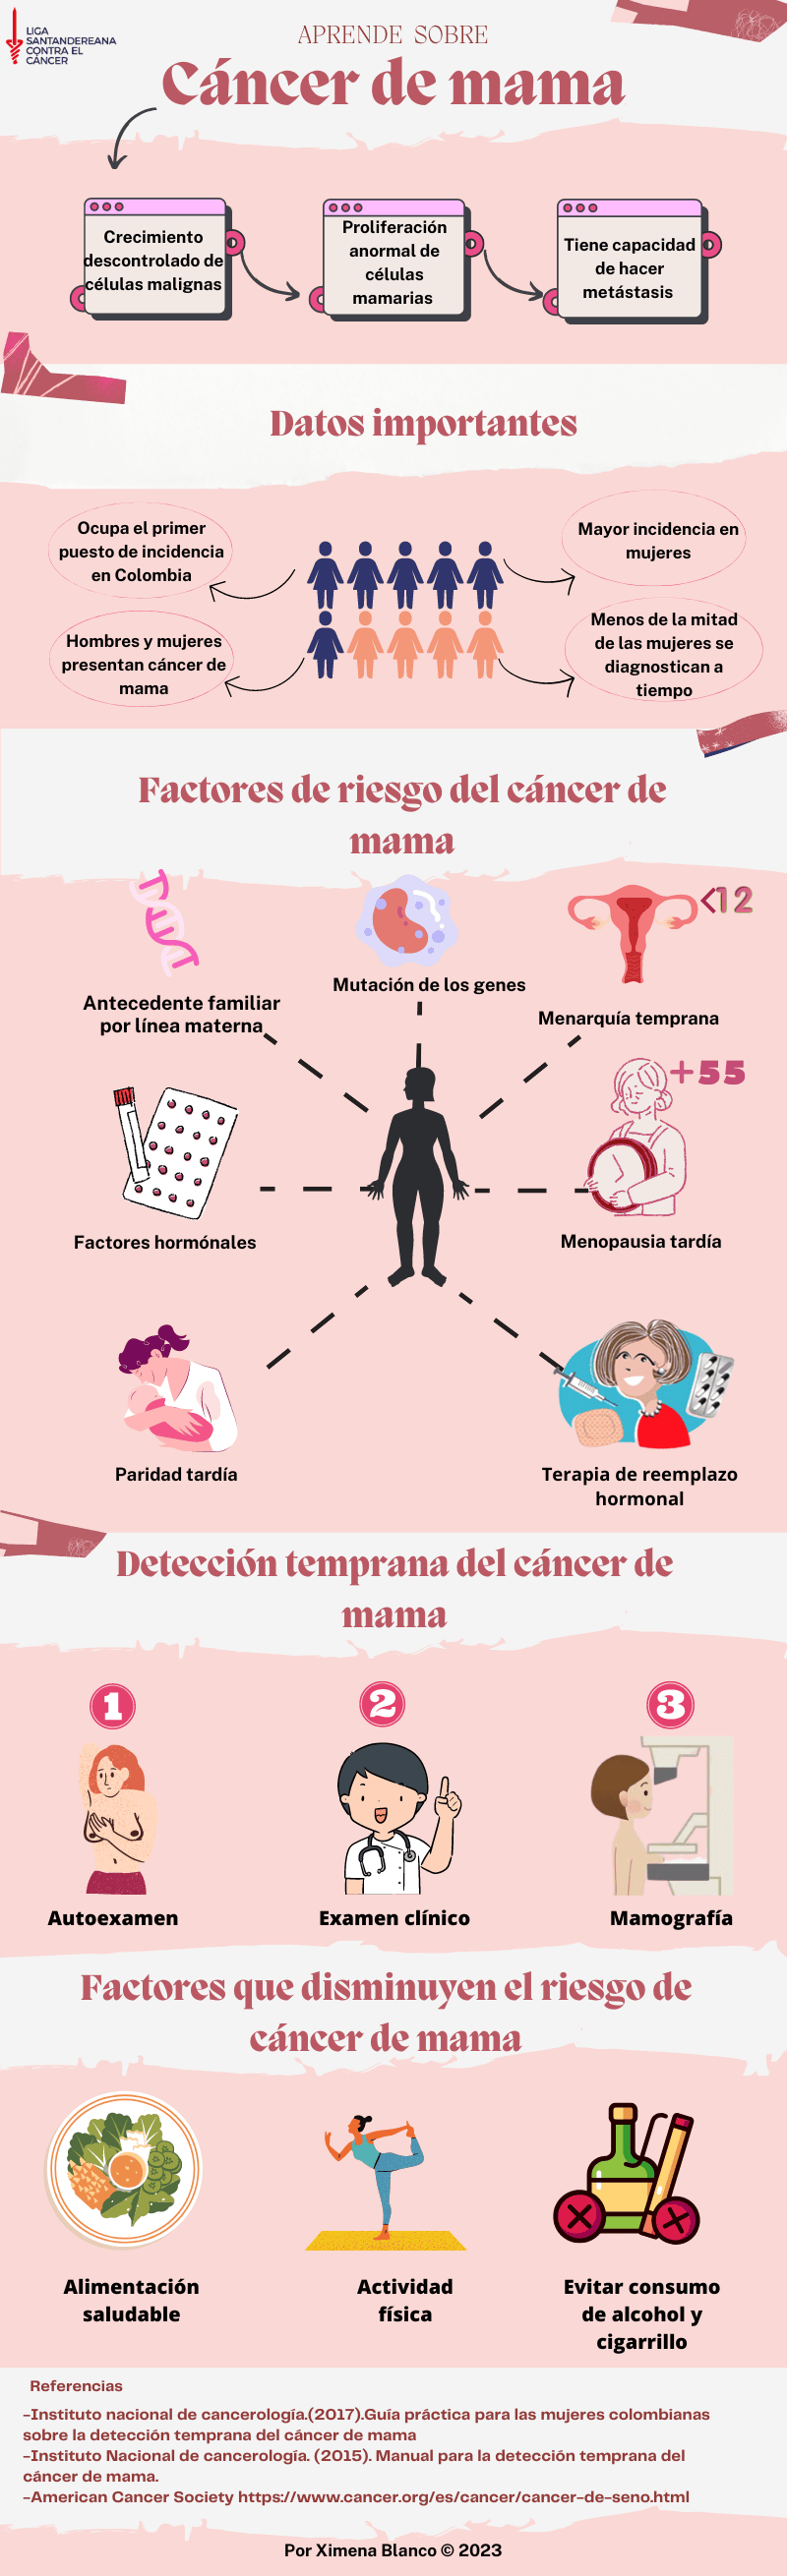 LIGA
SANTANDEREANA
CONTRA EL
CÁNCER
APRENDE SOBRE
Cáncer de mama
Crecimiento
descontrolado de
células malignas
Proliferación
anormal de
células
mamarias
Tiene capacidad
de hacer
metástasis
Datos importantes
Ocupa el primer
puesto de incidencia
en Colombia
Mayor incidencia en
mujeres
Hombres y mujeres
presentan cáncer de
mama
Menos de la mitad
de las mujeres se
diagnostican a
tiempo
Factores de riesgo del cáncer de
mama
<12
Antecedente familiar
por línea materna
Mutación de los genes
Menarquía temprana
+55
Factores hormónales
Menopausia tardía
Paridad tardía
Terapia de reemplazo
hormonal
Detección temprana del cáncer de
mama
1
2
3
Autoexamen
Examen clínico
Mamografía
Factores que disminuyen el riesgo de
cáncer de mama
Alimentación
saludable
Actividad
física
Evitar consumo
de alcohol y
cigarrillo
Referencias
-Instituto nacional de cancerología.(2017).Guía práctica para las mujeres colombianas
sobre la detección temprana del cáncer de mama
-Instituto Nacional de cancerología. (2015). Manual para la detección temprana del
cáncer de mama.
-American Cancer Society https://www.cancer.org/es/cancer/cancer-de-seno.html
Por Ximena Blanco © 2023